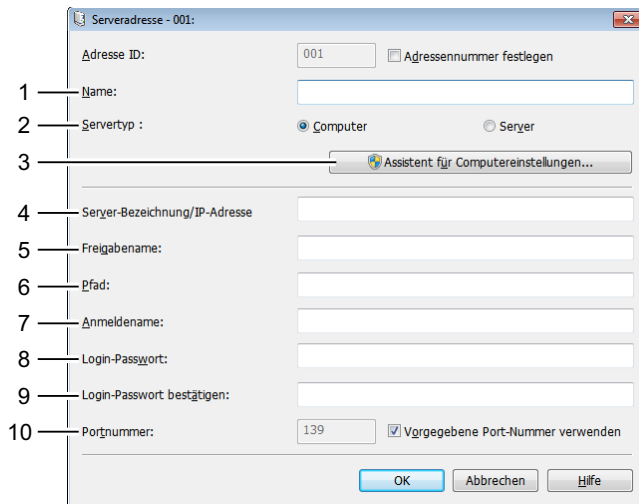 Serveradresse - 001:
Adresse ID: 001 Adressennummer festlegen
1 Name:
2 Servertyp : Computer Server
3 Assistent für Computereinstellungen...
4 Server-Bezeichnung/IP-Adresse
5 Freigabename:
6 Pfad:
7 Anmeldename:
8 Login-Passwort:
9 Login-Passwort bestätigen:
10 Portnummer: 139 Vorgegebene Port-Nummer verwenden
OK Abbrechen Hilfe